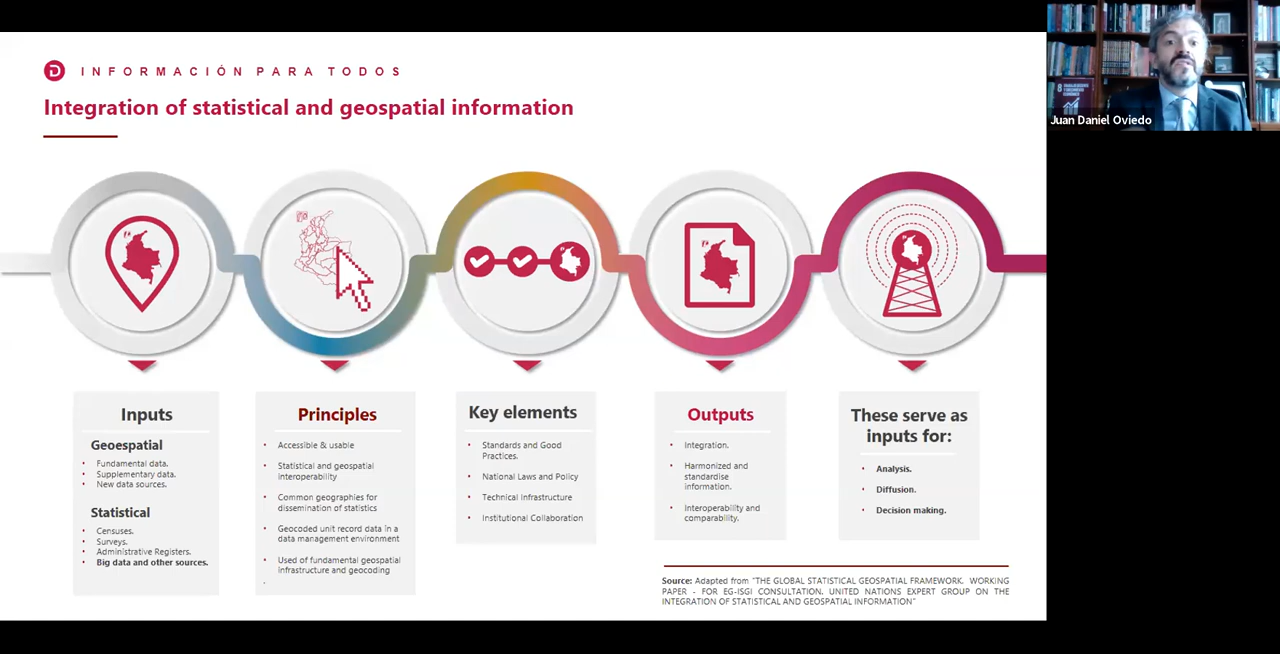 D INFORMACIÓN PARA TODOS
Integration of statistical and geospatial information
Inputs
Geoespatial
• Fundamental data.
• Supplementary data.
• New data sources.
Statistical
• Censuses.
• Surveys.
• Administrative Registers.
• Big data and other sources.
Principles
• Accessible & usable
• Statistical and geospatial
interoperability
• Common geographies for
dissemination of statistics
• Geocoded unit record data in a
data management environment
• Used of fundamental geospatial
infrastructure and geocoding
Key elements
• Standards and Good
Practices.
• National Laws and Policy
• Technical Infrastructure
• Institutional Collaboration
Outputs
• Integration.
• Harmonized and
standardise
information.
• Interoperability and
comparability.
These serve as
inputs for:
• Analysis.
• Diffusion.
• Decision making.
Source: Adapted from “THE GLOBAL STATISTICAL GEOSPATIAL FRAMEWORK. WORKING
PAPER - FOR EG-ISGI CONSULTATION. UNITED NATIONS EXPERT GROUP ON THE
INTEGRATION OF STATISTICAL AND GEOSPATIAL INFORMATION”
8
Juan Daniel Oviedo